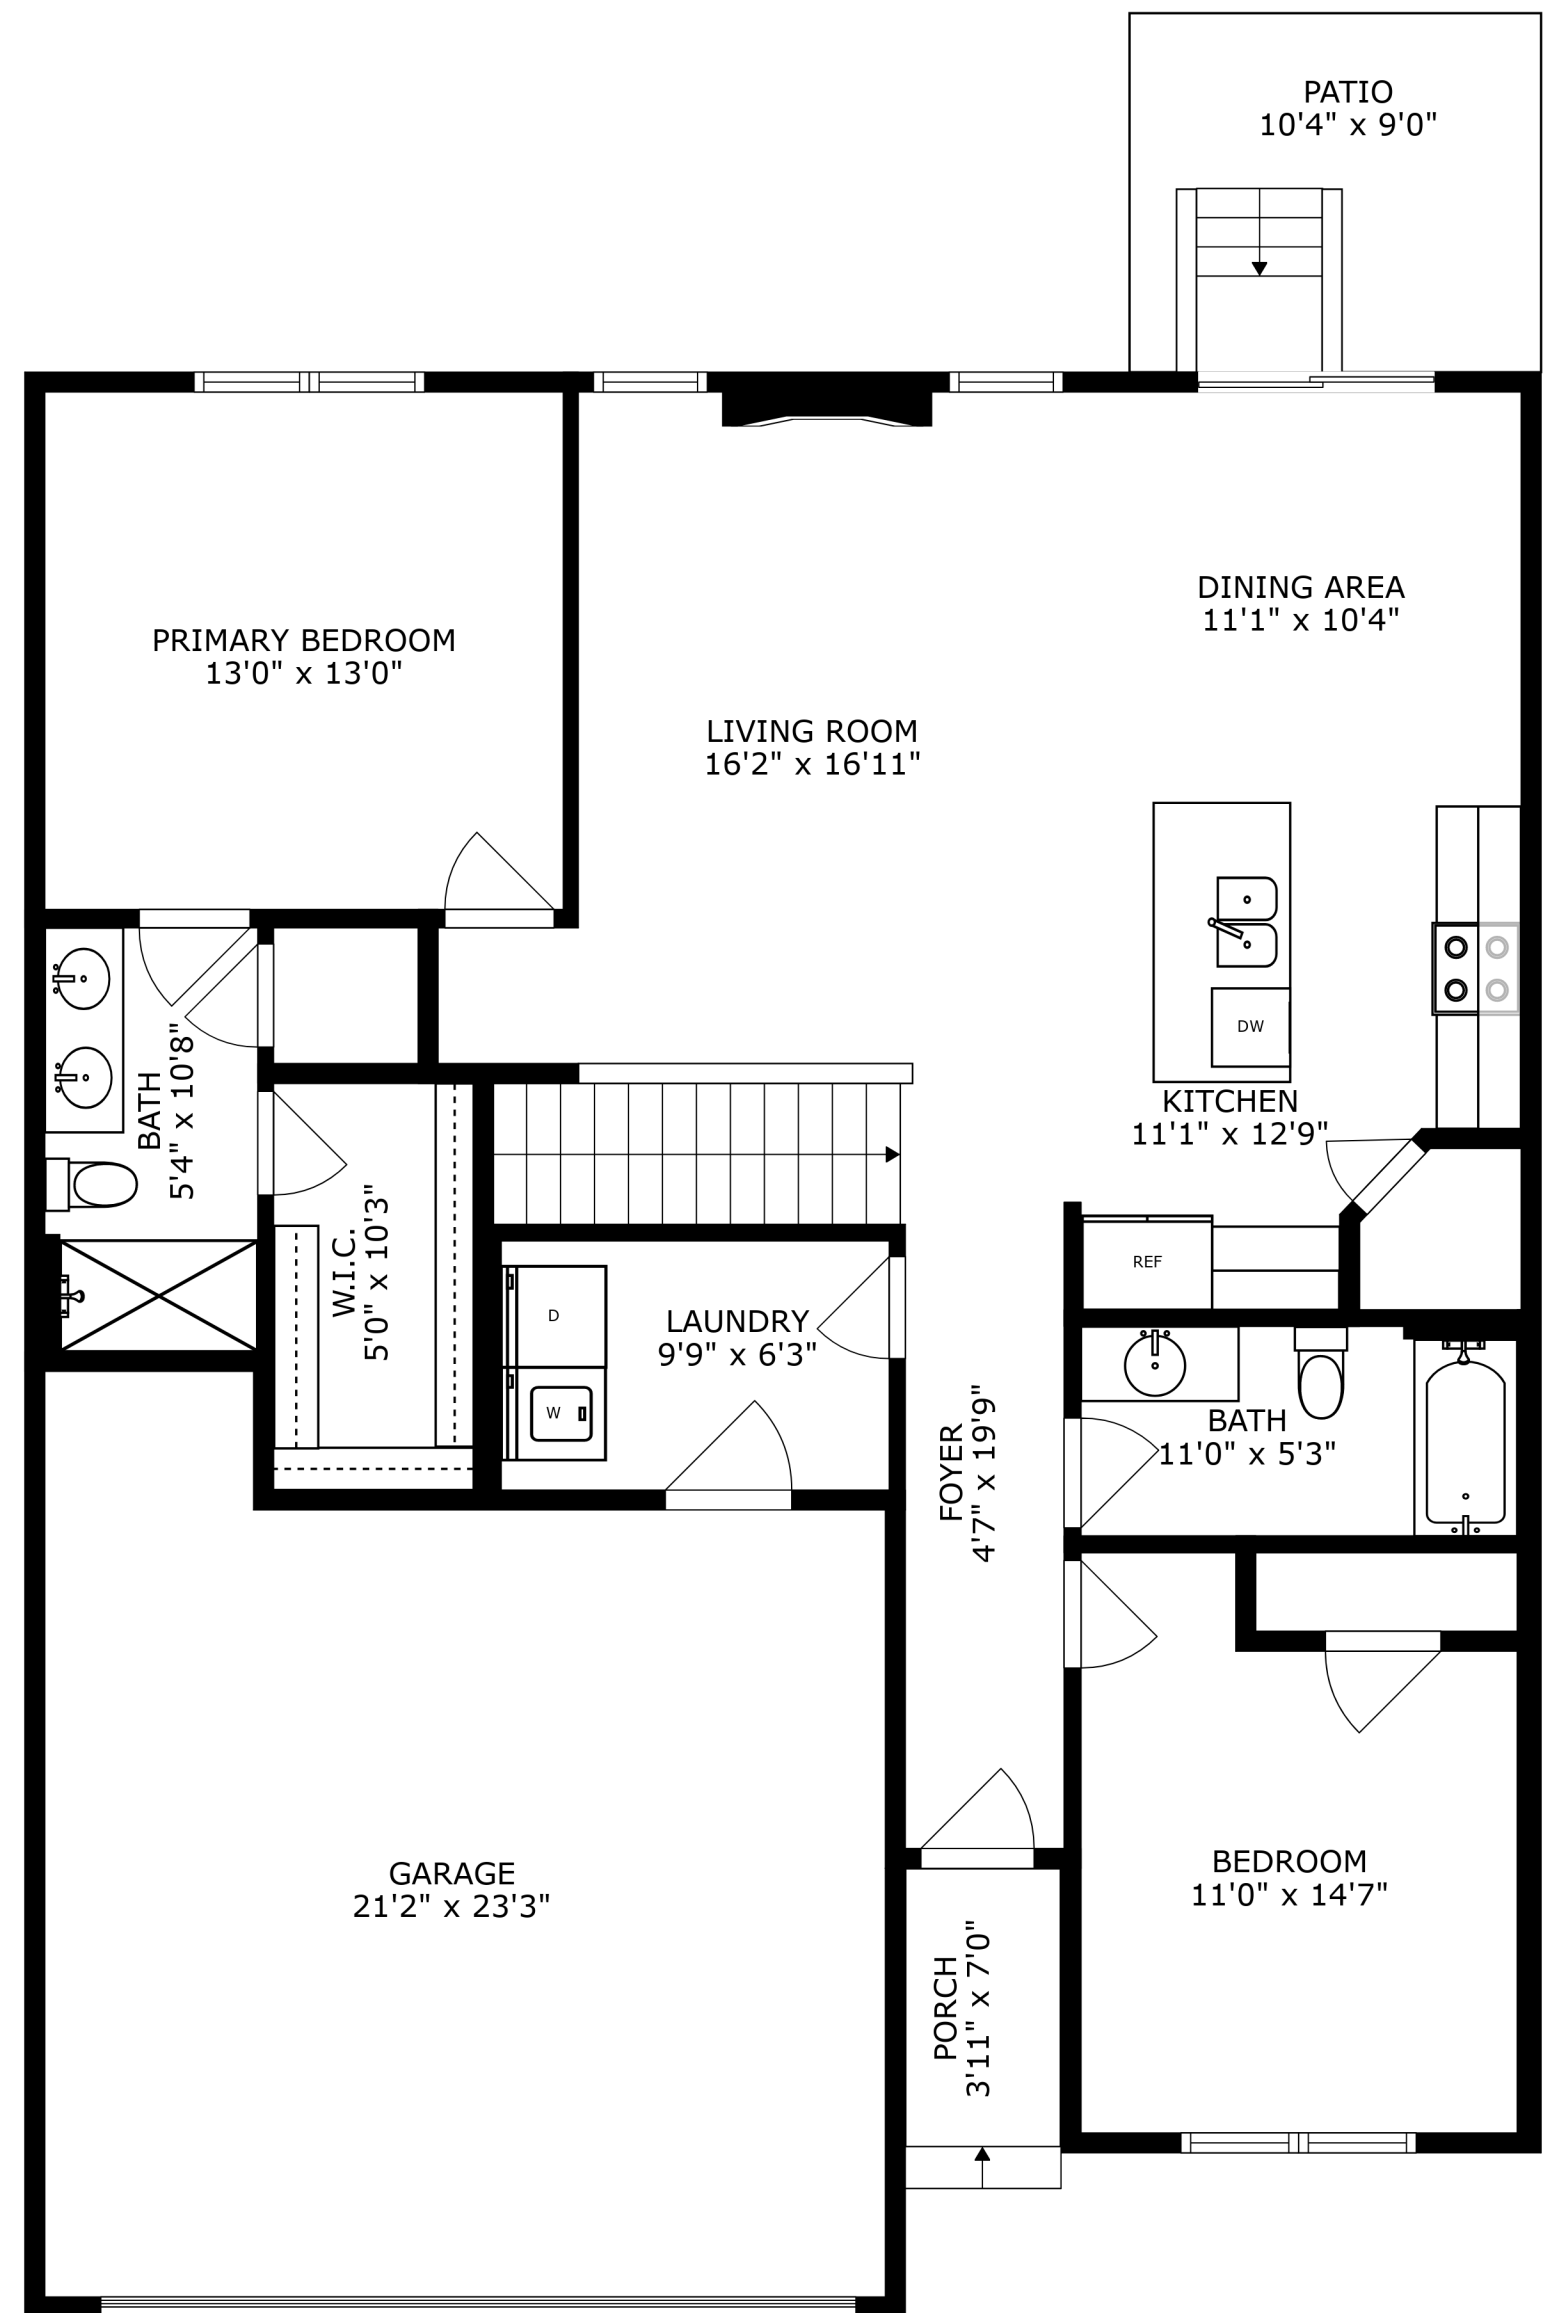 PATIO
10'4" x 9'0"
DINING AREA
11'1" x 10'4"
PRIMARY BEDROOM
13'0" x 13'0"
LIVING ROOM
16'2" x 16'11"
DW
KITCHEN
11'1" x 12'9"
BATH
5'4" x 10'8"
W.I.C.
5'0" x 10'3"
REF
D
LAUNDRY
9'9" x 6'3"
W
FOYER
4'7" x 19'9"
BATH
11'0" x 5'3"
GARAGE
21'2" x 23'3"
BEDROOM
11'0" x 14'7"
PORCH
3'11" x 7'0"